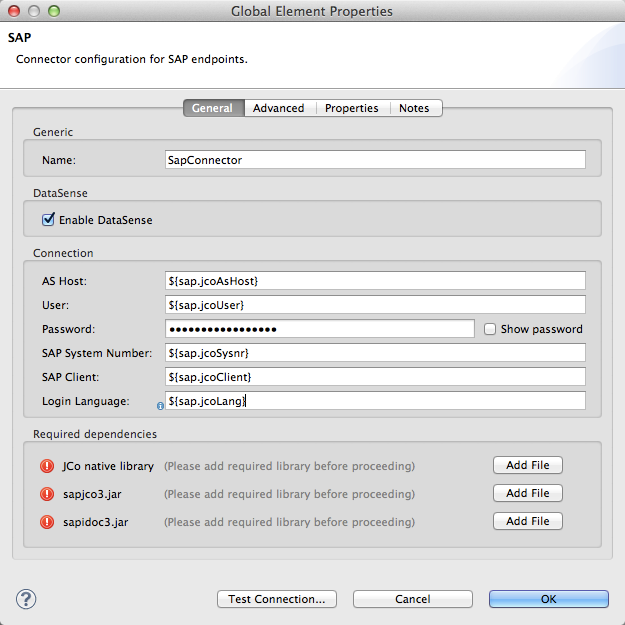 Global Element Properties
SAP
Connector configuration for SAP endpoints.
General Advanced Properties Notes
Generic
Name: SapConnector
DataSense
Enable DataSense
Connection
AS Host: ${sap.jcoAsHost}
User: ${sap.jcoUser}
Password: ••••••••••••••••• Show password
SAP System Number: ${sap.jcoSysnr}
SAP Client: ${sap.jcoClient}
Login Language: ${sap.jcoLang}
Required dependencies
JCo native library (Please add required library before proceeding) Add File
sapjco3.jar (Please add required library before proceeding) Add File
sapidoc3.jar (Please add required library before proceeding) Add File
? Test Connection... Cancel OK